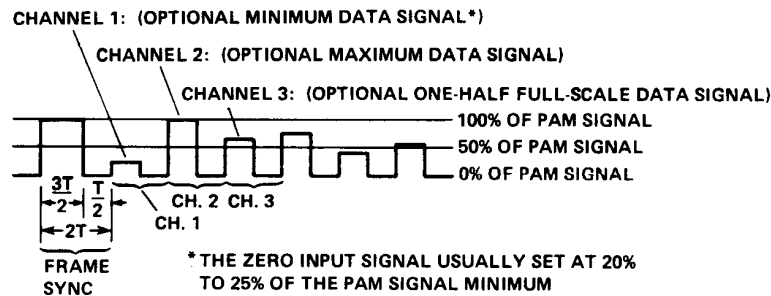 CHANNEL 1: (OPTIONAL MINIMUM DATA SIGNAL*)
CHANNEL 2: (OPTIONAL MAXIMUM DATA SIGNAL)
CHANNEL 3: (OPTIONAL ONE-HALF FULL-SCALE DATA SIGNAL)
100% OF PAM SIGNAL
50% OF PAM SIGNAL
0% OF PAM SIGNAL
3T/2
T/2
2T
CH. 1
CH. 2
CH. 3
FRAME
SYNC
* THE ZERO INPUT SIGNAL USUALLY SET AT 20%
TO 25% OF THE PAM SIGNAL MINIMUM